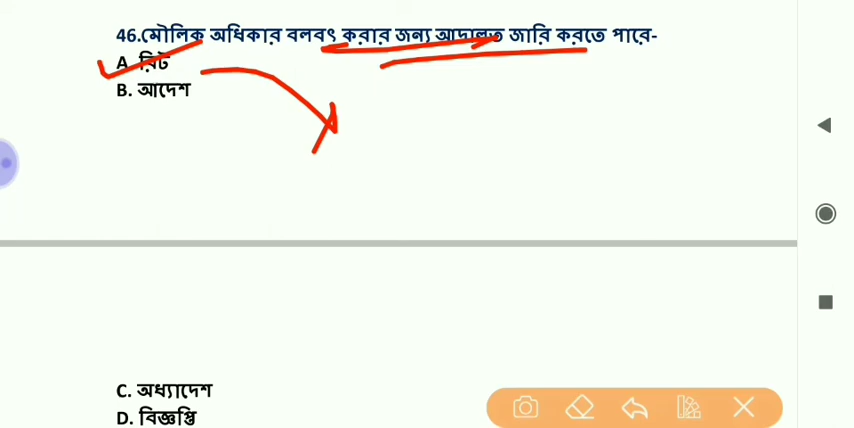 46.মৌলিক অধিকার বলবৎ করার জন্য আদালত জারি করতে পারে-
A. রিট
B. আদেশ
C. অধ্যাদেশ
D. বিজ্ঞপ্তি